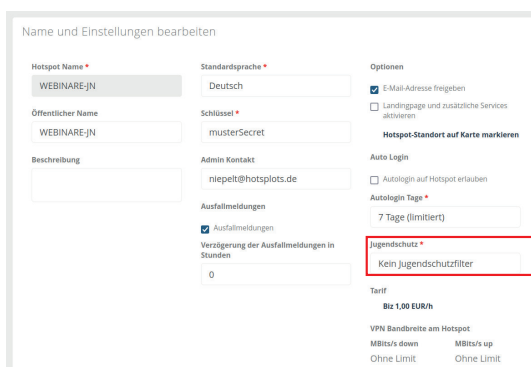 Name und Einstellungen bearbeiten
Hotspot Name *
WEBINARE-JN
Öffentlicher Name
WEBINARE-JN
Beschreibung
Standardsprache *
Deutsch
Schlüssel *
musterSecret
Admin Kontakt
niepelt@hotsplots.de
Ausfallmeldungen
Ausfallmeldungen
Verzögerung der Ausfallmeldungen in
Stunden
0
Optionen
E-Mail-Adresse freigeben
Landingpage und zusätzliche Services
aktivieren
Hotspot-Standort auf Karte markieren
Auto Login
Autologin auf Hotspot erlauben
Autologin Tage *
7 Tage (limitiert)
Jugendschutz *
Kein Jugendschutzfilter
Tarif
Biz 1,00 EUR/h
VPN Bandbreite am Hotspot
MBits/s down MBits/s up
Ohne Limit Ohne Limit